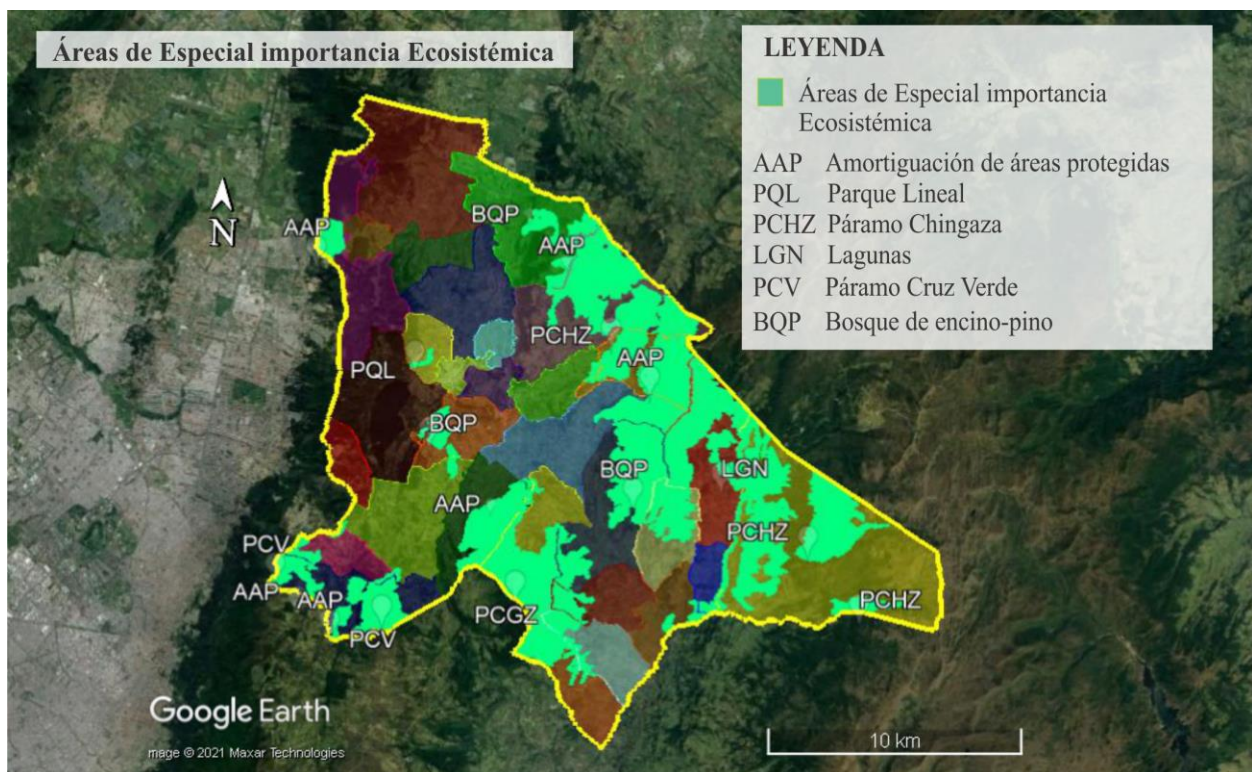 Áreas de Especial importancia Ecosistémica
LEYENDA
Áreas de Especial importancia
Ecosistémica
AAP Amortiguación de áreas protegidas
PQL Parque Lineal
PCHZ Páramo Chingaza
LGN Lagunas
PCV Páramo Cruz Verde
BQP Bosque de encino-pino
N
AAP
BQP
AAP
PCHZ
AAP
PQL
BQP
BQP
LGN
AAP
PCHZ
PCV
AAP
AAP
PCHZ
PCGZ
PCV
Google Earth
mage © 2021 Maxar Technologies
10 km